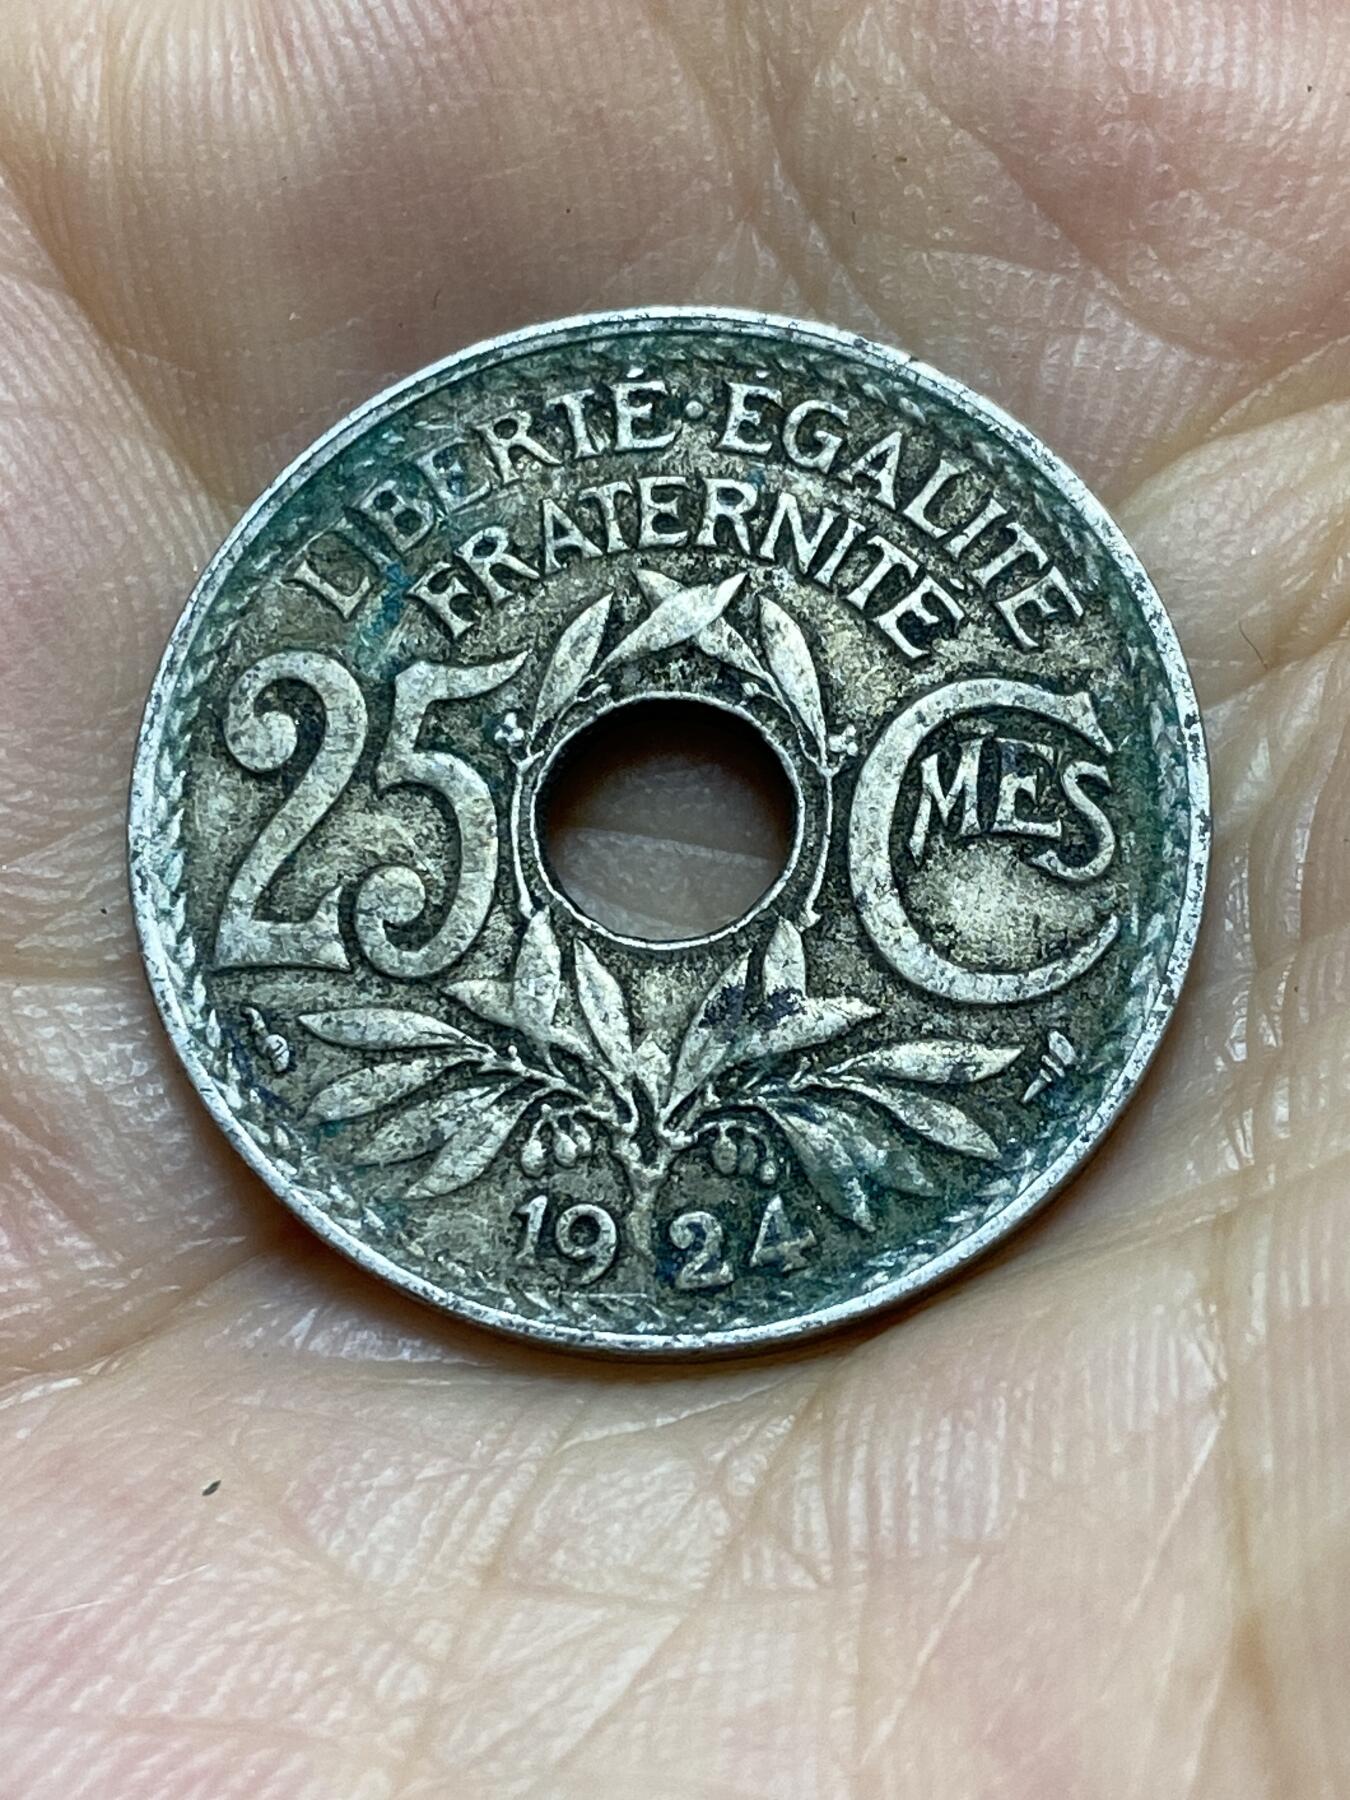 LIBERTÉ · ÉGALITÉ
FRATERNITÉ
25 CMES
1924